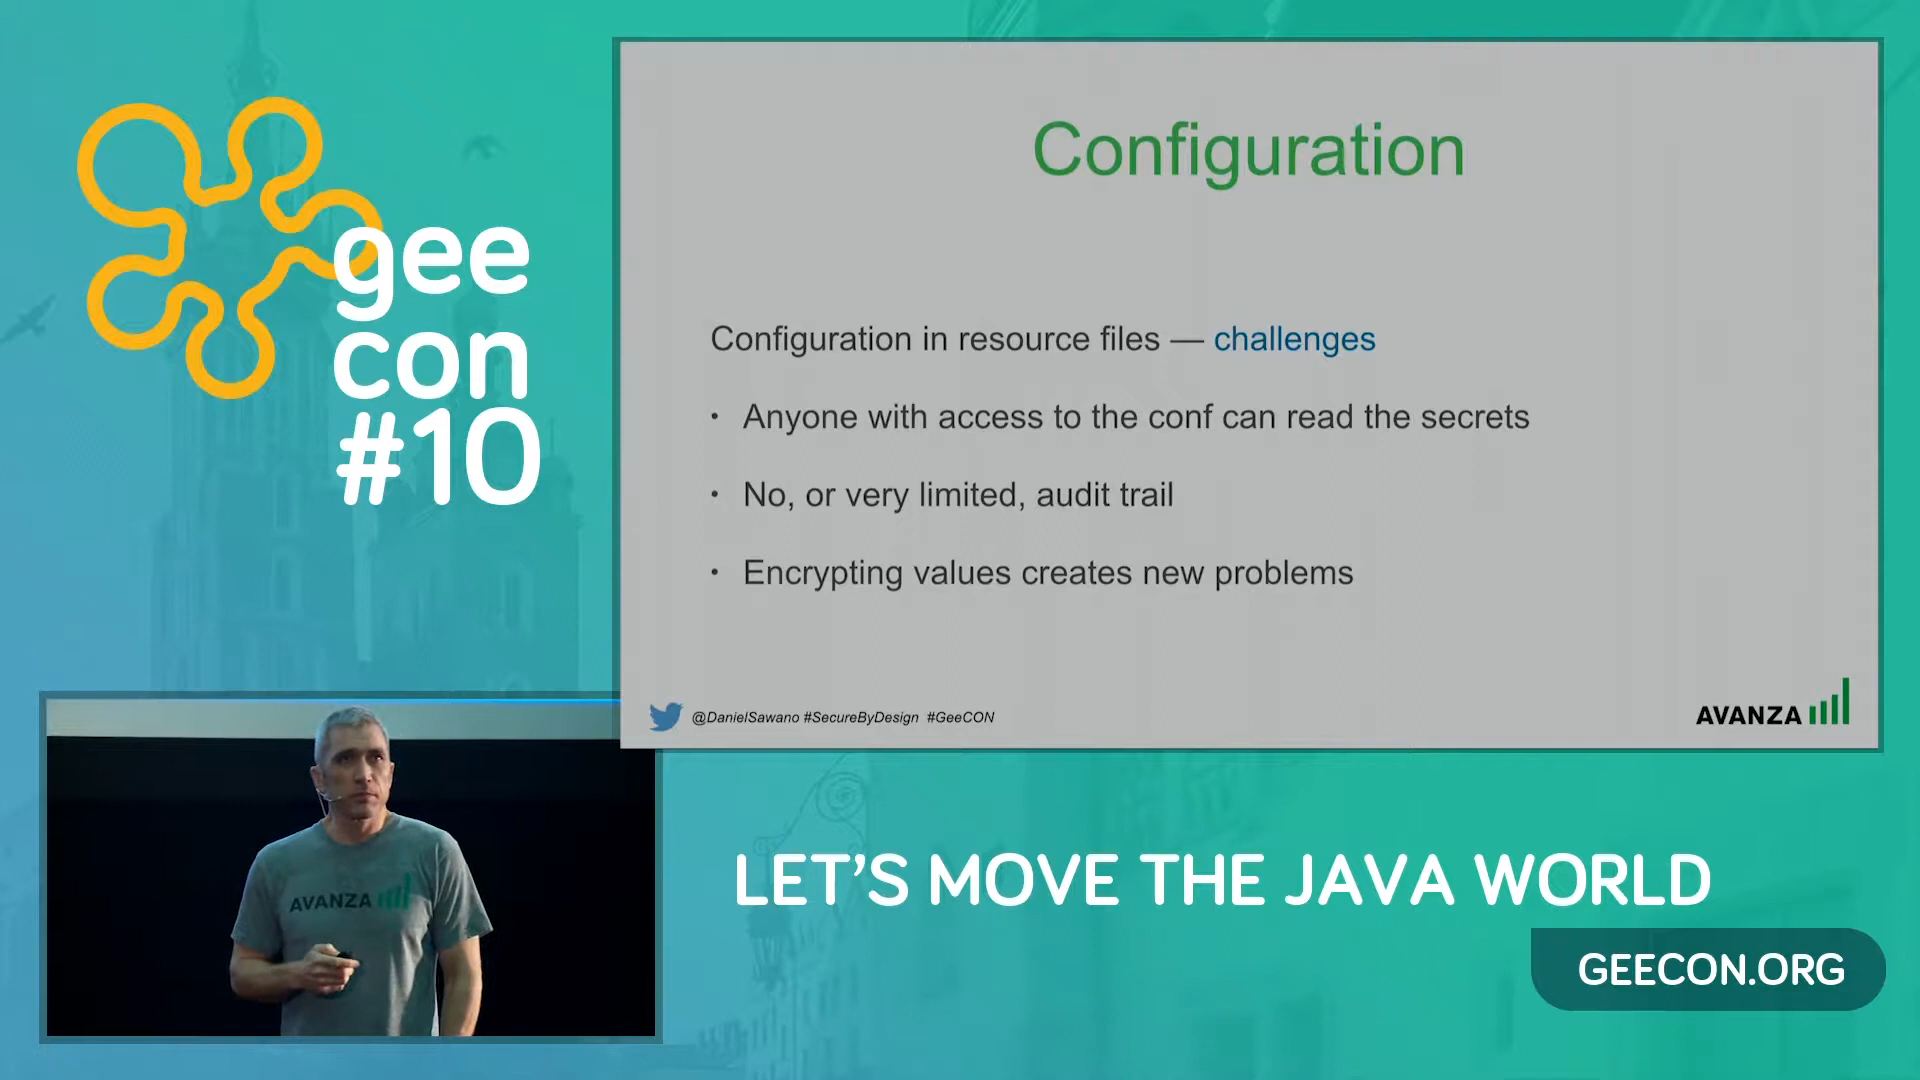 gee
con
#10
Configuration
Configuration in resource files — challenges
• Anyone with access to the conf can read the secrets
• No, or very limited, audit trail
• Encrypting values creates new problems
@DanielSawano #SecureByDesign #GeeCON
AVANZA
AVANZA
LET'S MOVE THE JAVA WORLD
GEECON.ORG